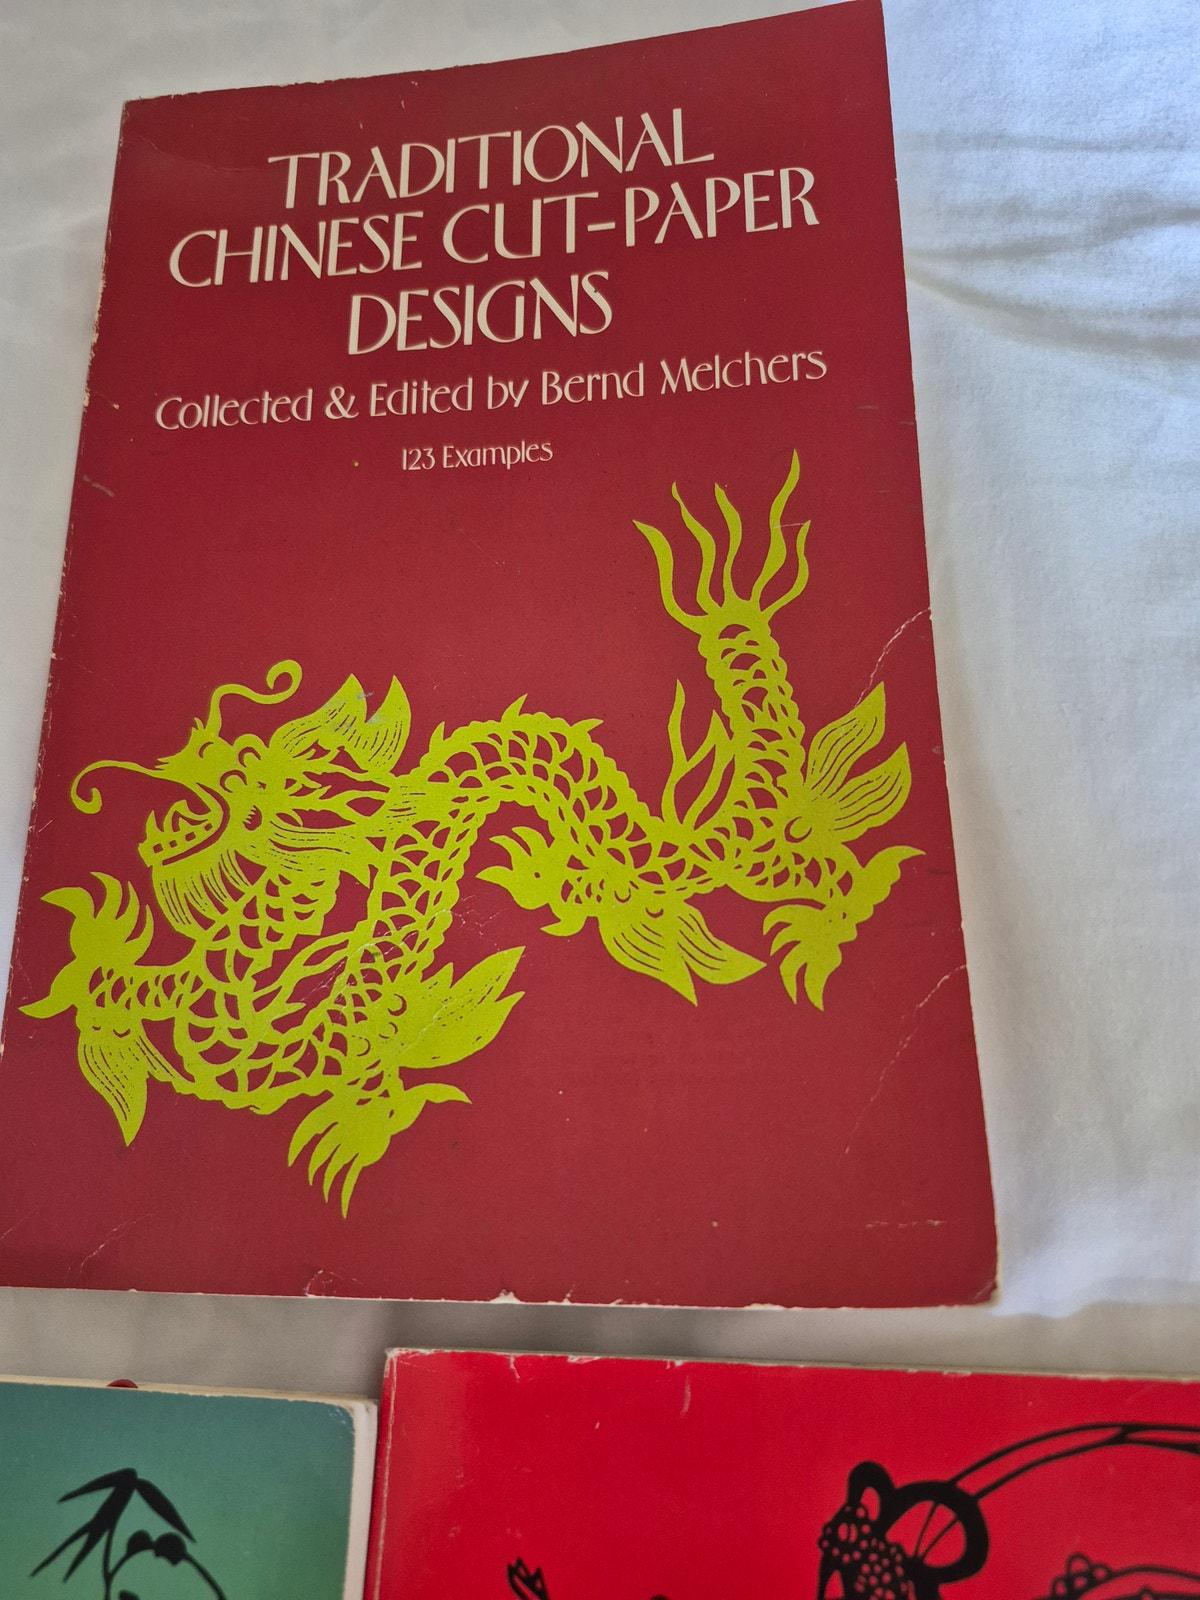 TRADITIONAL
CHINESE CUT-PAPER
DESIGNS
Collected & Edited by Bernd Melchers
123 Examples